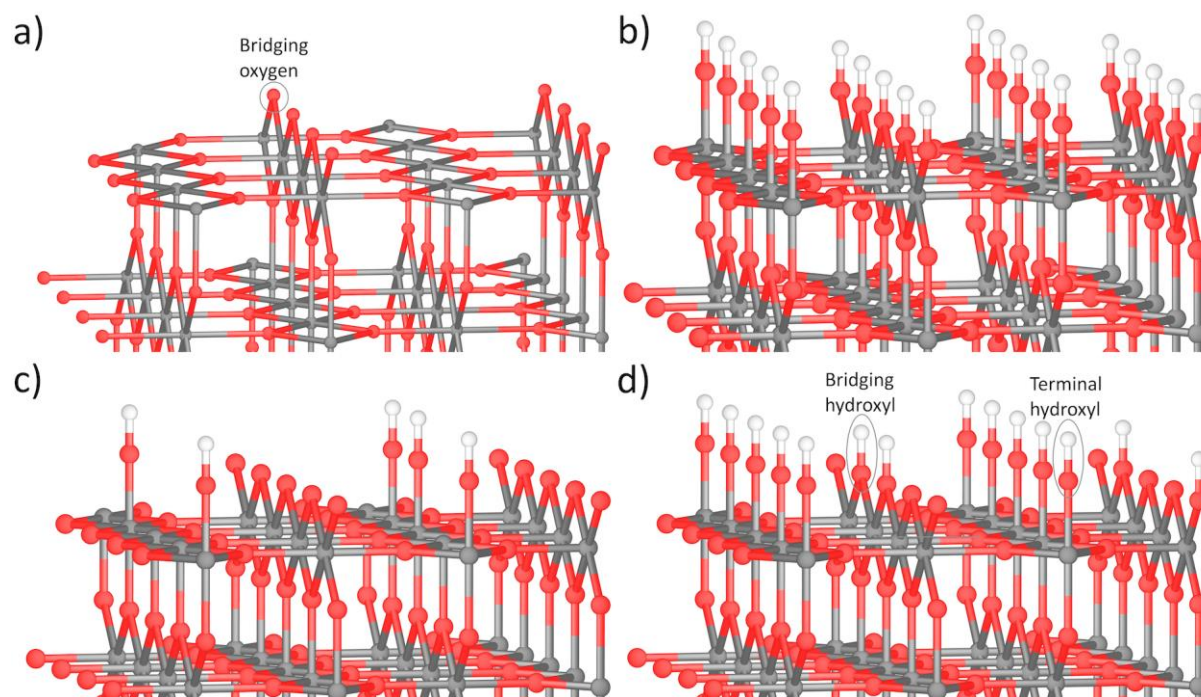 a)
Bridging
oxygen
b)
c)
d)
Bridging
hydroxyl
Terminal
hydroxyl